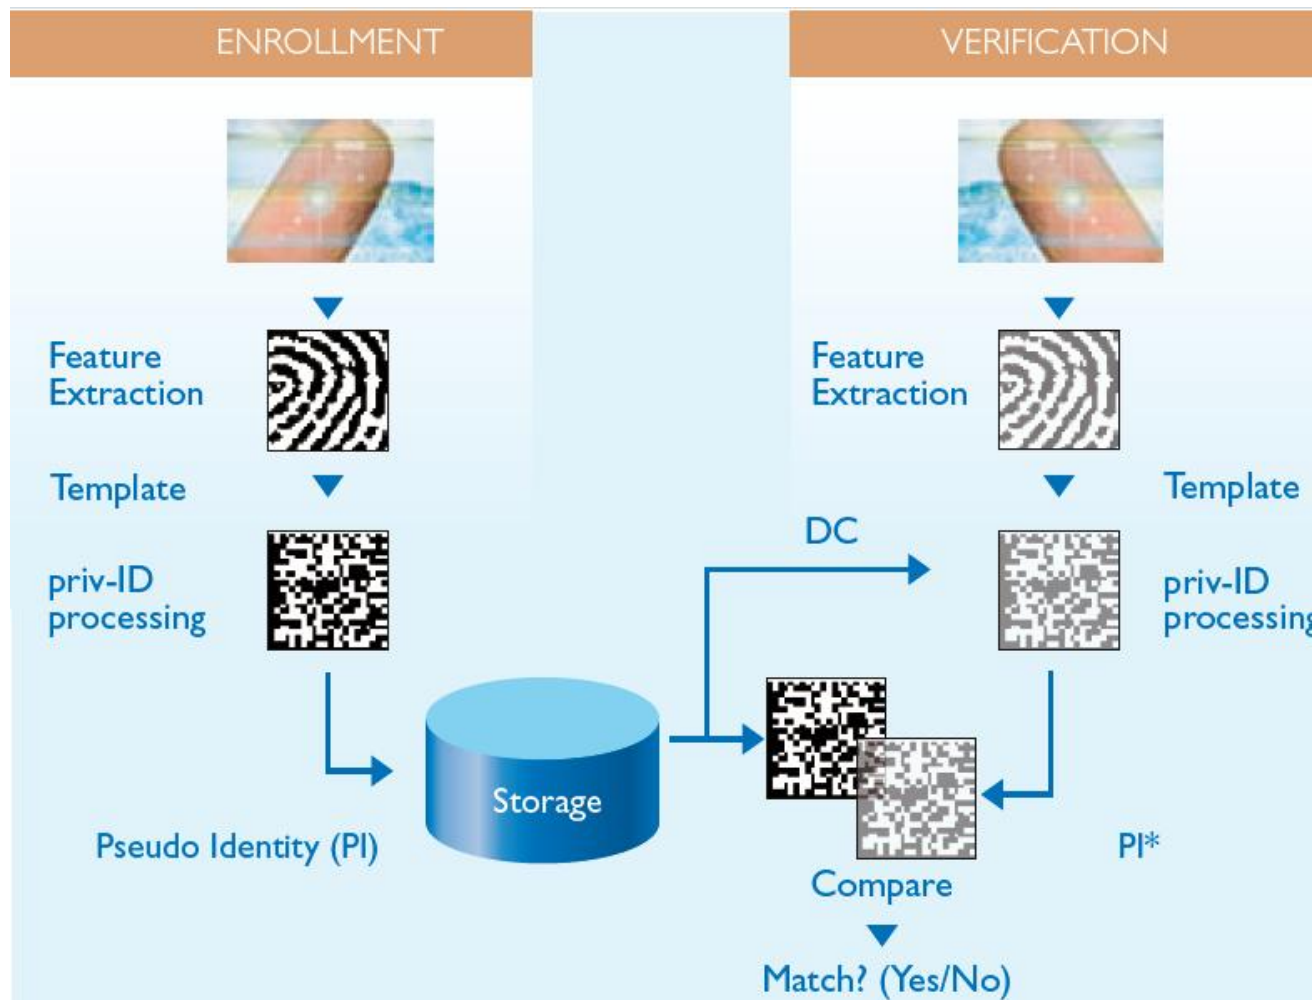 ENROLLMENT
VERIFICATION
Feature
Extraction
Feature
Extraction
Template
Template
DC
priv-ID
processing
priv-ID
processing
Storage
Pseudo Identity (PI)
PI*
Compare
Match? (Yes/No)